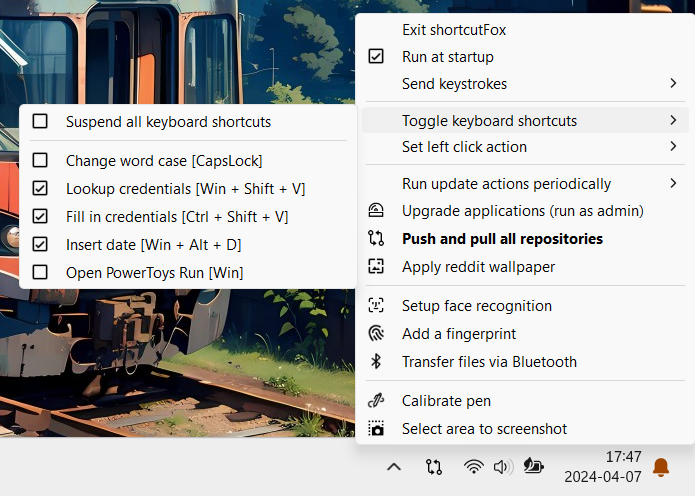 Exit shortcutFox
Run at startup
Send keystrokes
Toggle keyboard shortcuts
Set left click action
Run update actions periodically
Upgrade applications (run as admin)
Push and pull all repositories
Apply reddit wallpaper
Setup face recognition
Add a fingerprint
Transfer files via Bluetooth
Calibrate pen
Select area to screenshot
Suspend all keyboard shortcuts
Change word case [CapsLock]
Lookup credentials [Win + Shift + V]
Fill in credentials [Ctrl + Shift + V]
Insert date [Win + Alt + D]
Open PowerToys Run [Win]
17:47
2024-04-07